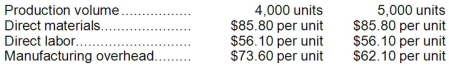 Production volume................. 4,000 units 5,000 units
Direct materials...................... $85.80 per unit $85.80 per unit
Direct labor............................. $56.10 per unit $56.10 per unit
Manufacturing overhead......... $73.60 per unit $62.10 per unit